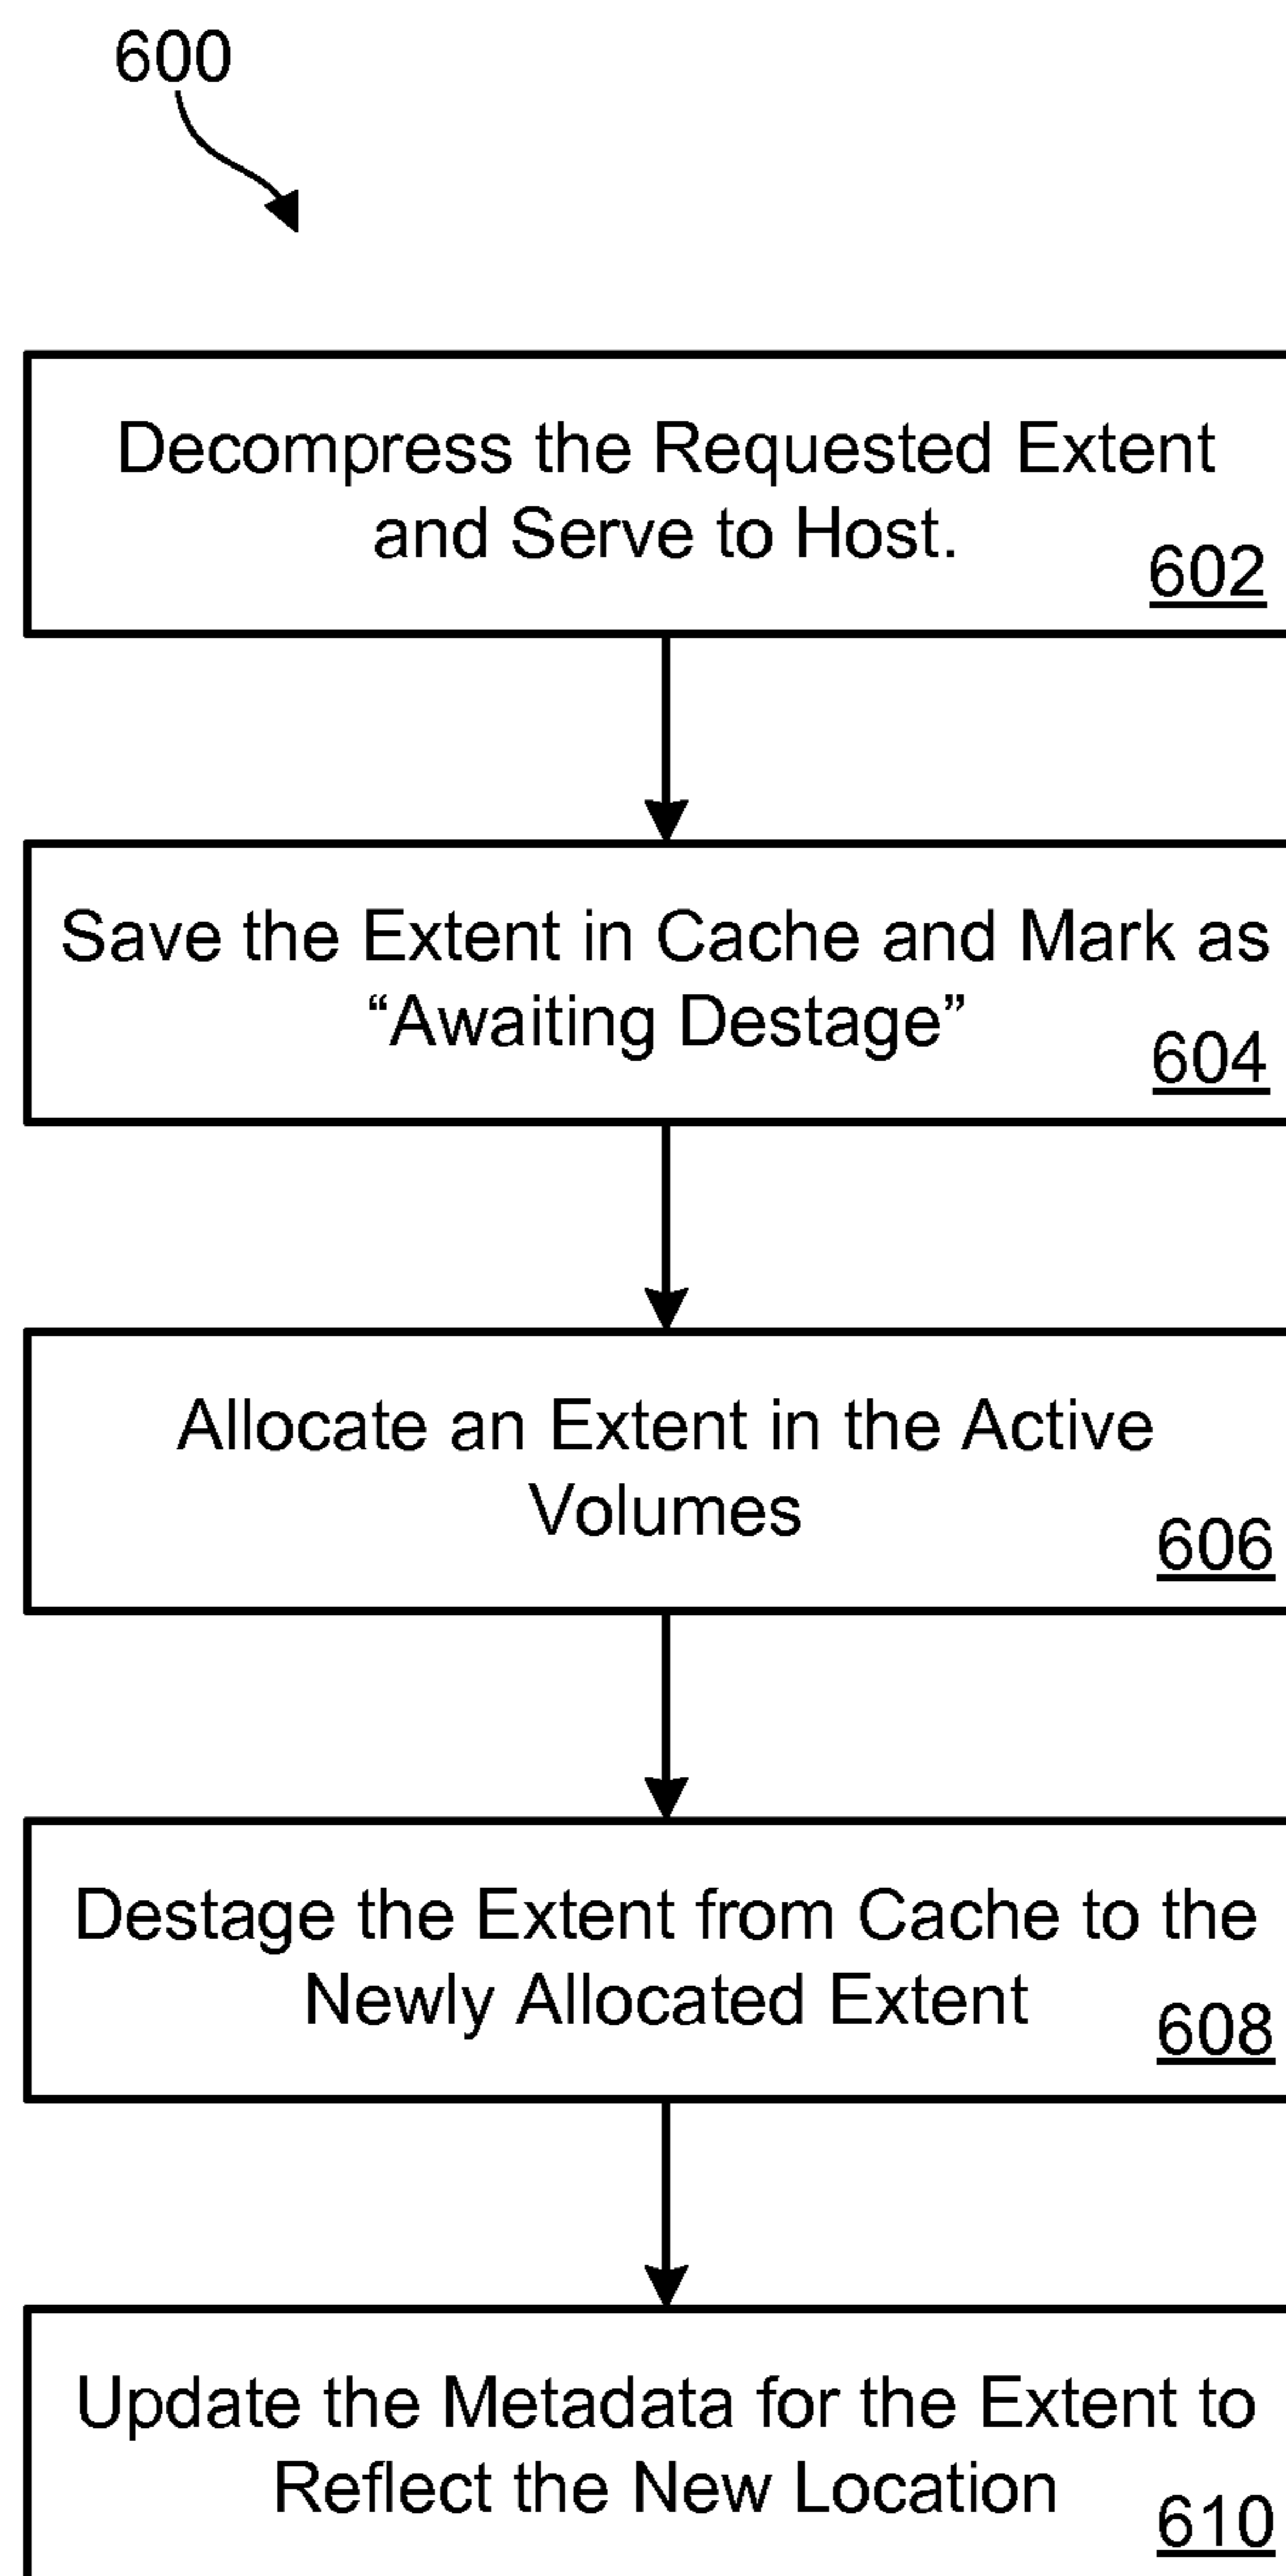 600
Decompress the Requested Extent
and Serve to Host.
602
Save the Extent in Cache and Mark as
“Awaiting Destage”
604
Allocate an Extent in the Active
Volumes
606
Destage the Extent from Cache to the
Newly Allocated Extent
608
Update the Metadata for the Extent to
Reflect the New Location
610